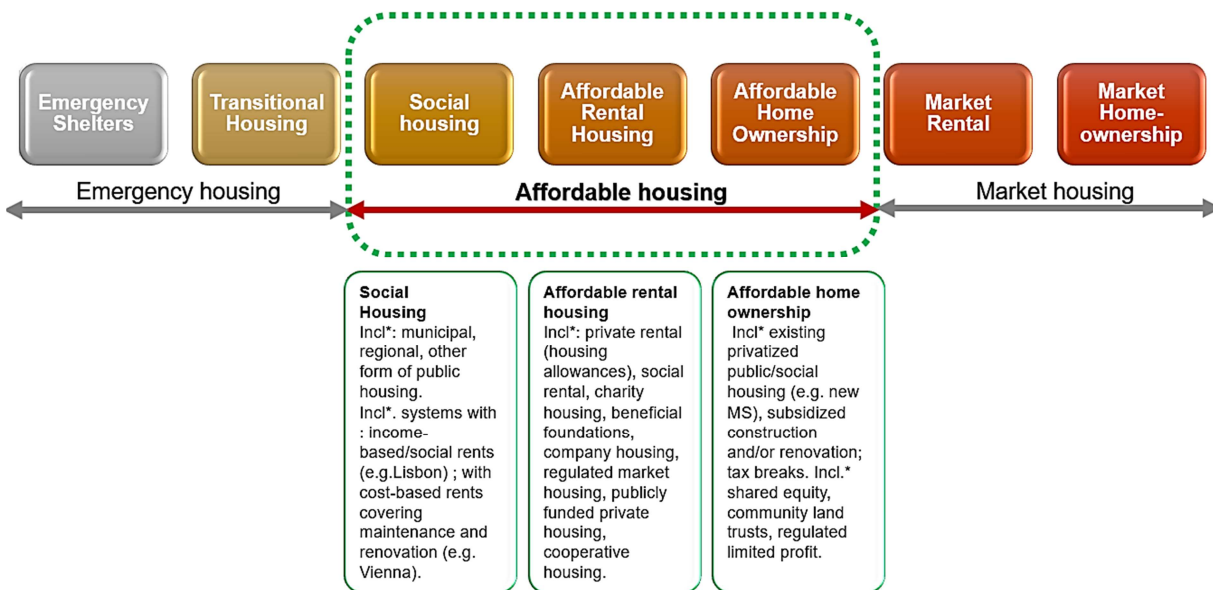 Emergency
Shelters
Transitional
Housing
Social
housing
Affordable
Rental
Housing
Affordable
Home
Ownership
Market
Rental
Market
Home-
ownership
Emergency housing
Affordable housing
Market housing
Social
Housing
Incl*: municipal,
regional, other
form of public
housing.
Incl*. systems with
: income-
based/social rents
(e.g.Lisbon) ; with
cost-based rents
covering
maintenance and
renovation (e.g.
Vienna).
Affordable rental
housing
Incl*: private rental
(housing
allowances), social
rental, charity
housing, beneficial
foundations,
company housing,
regulated market
housing, publicly
funded private
housing,
cooperative
housing.
Affordable home
ownership
Incl* existing
privatized
public/social
housing (e.g. new
MS), subsidized
construction
and/or renovation;
tax breaks. Incl.*
shared equity,
community land
trusts, regulated
limited profit.